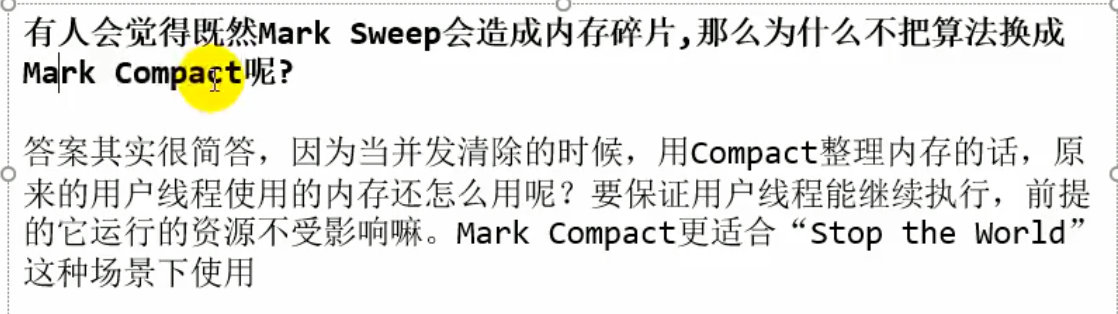 有人会觉得既然Mark Sweep会造成内存碎片,那么为什么不把算法换成
Mark Compact呢?
答案其实很简答，因为当并发清除的时候，用Compact整理内存的话，原
来的用户线程使用的内存还怎么用呢？要保证用户线程能继续执行，前提
的它运行的资源不受影响嘛。Mark Compact更适合“Stop the World”
这种场景下使用